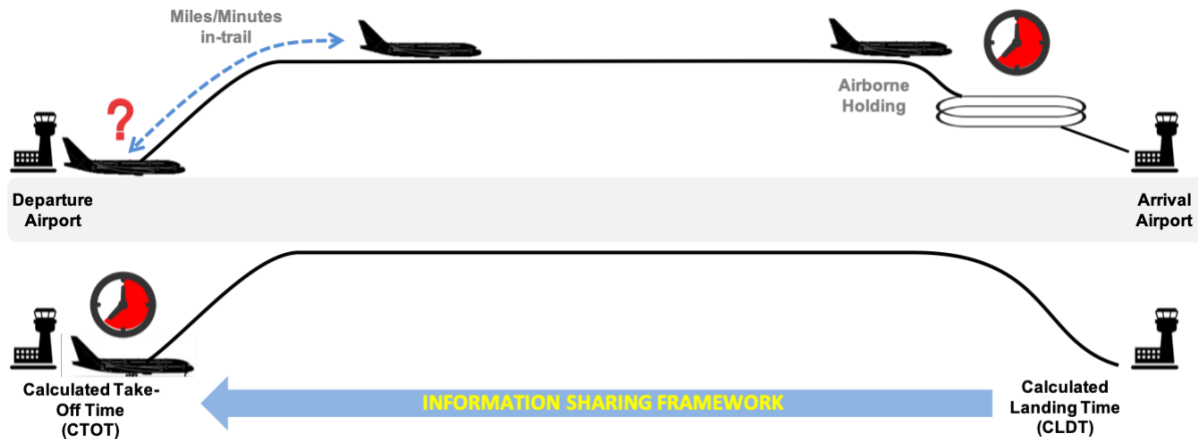 Miles/Minutes
in-trail
?
Airborne
Holding
Departure
Airport
Arrival
Airport
Calculated Take-
Off Time
(CTOT)
INFORMATION SHARING FRAMEWORK
Calculated
Landing Time
(CLDT)